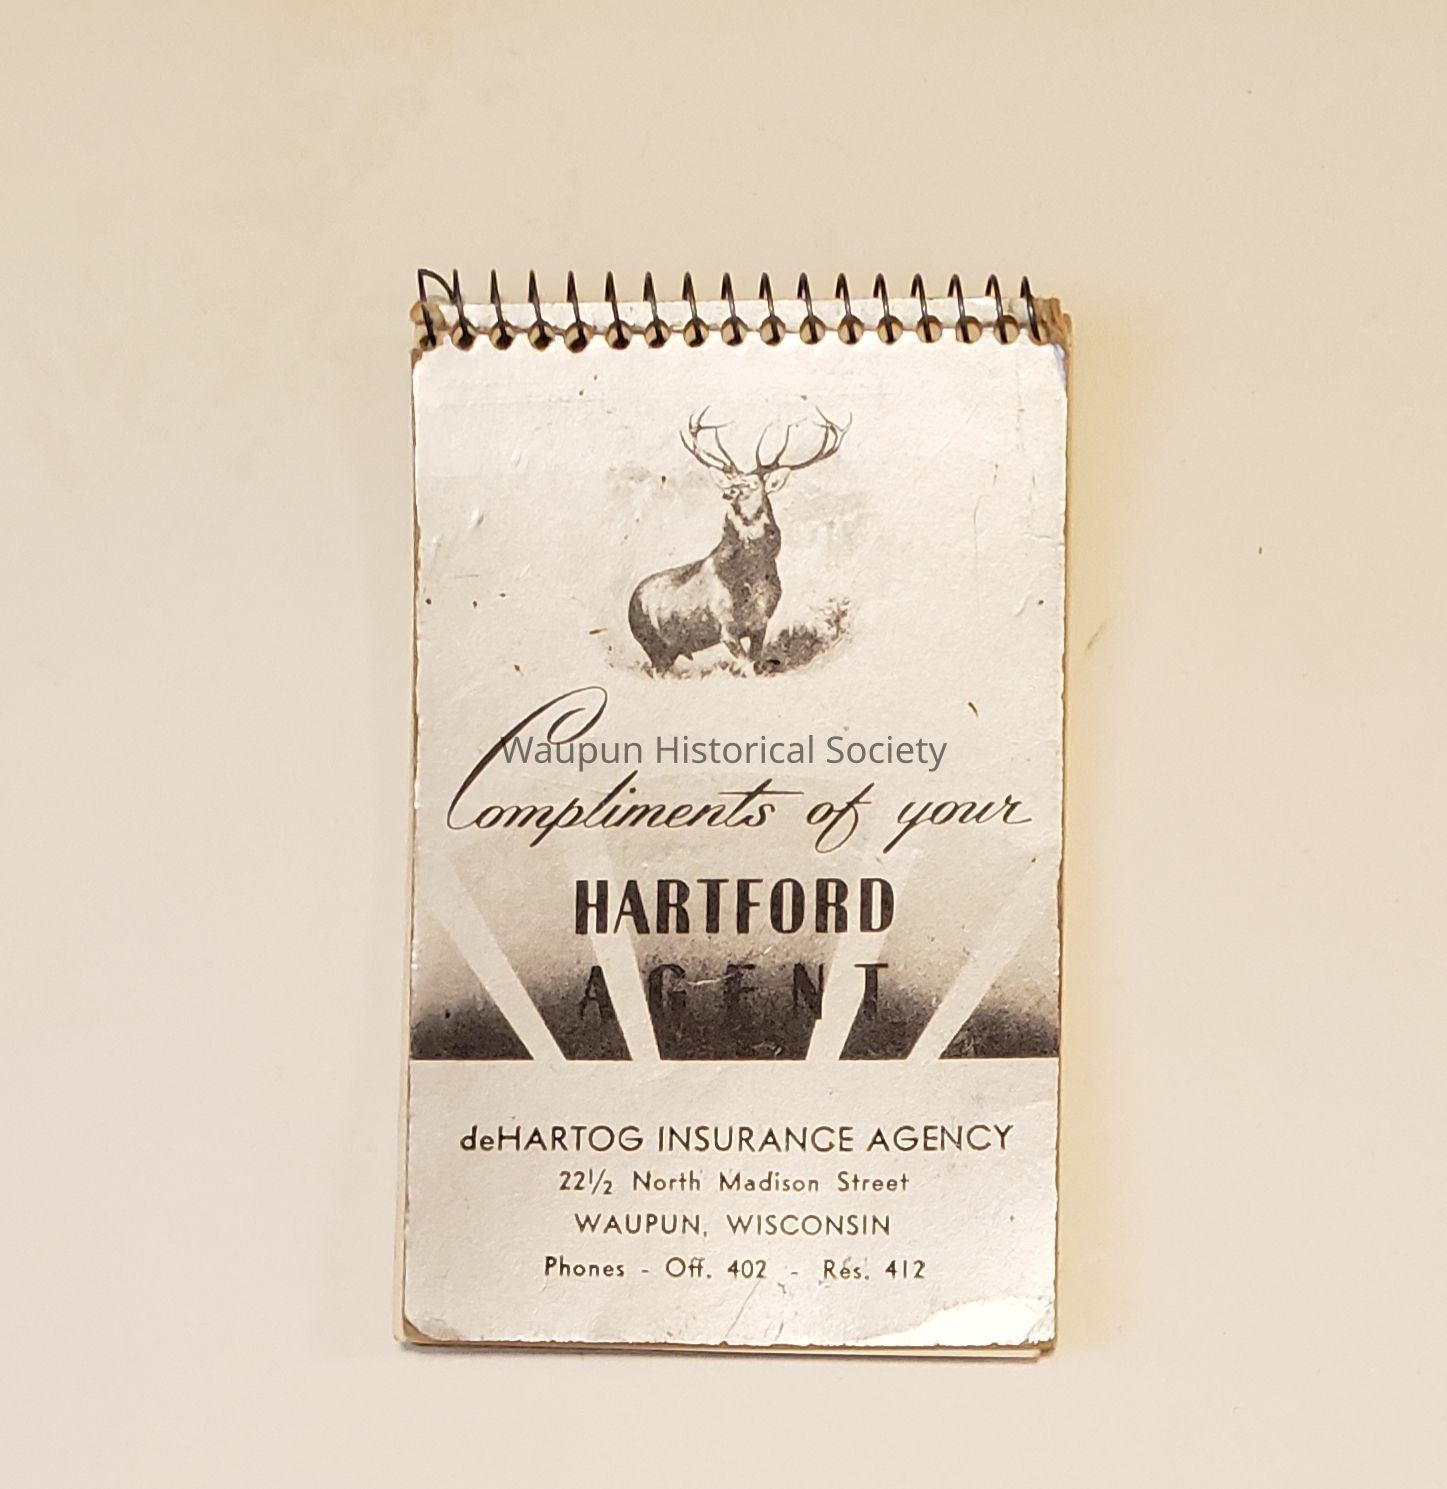 Waupun Historical Society
Compliments of your
HARTFORD
AGENT
deHARTOG INSURANCE AGENCY
22½ North Madison Street
WAUPUN, WISCONSIN
Phones - Off. 402 - Res. 412